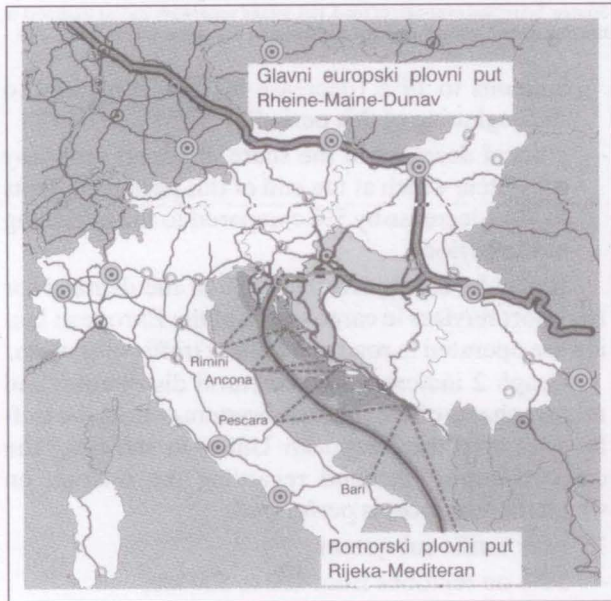 Glavni europski plovni put
Rheine-Maine-Dunav
Rimini
Ancona
Pescara
Bari
Pomorski plovni put
Rijeka-Mediteran